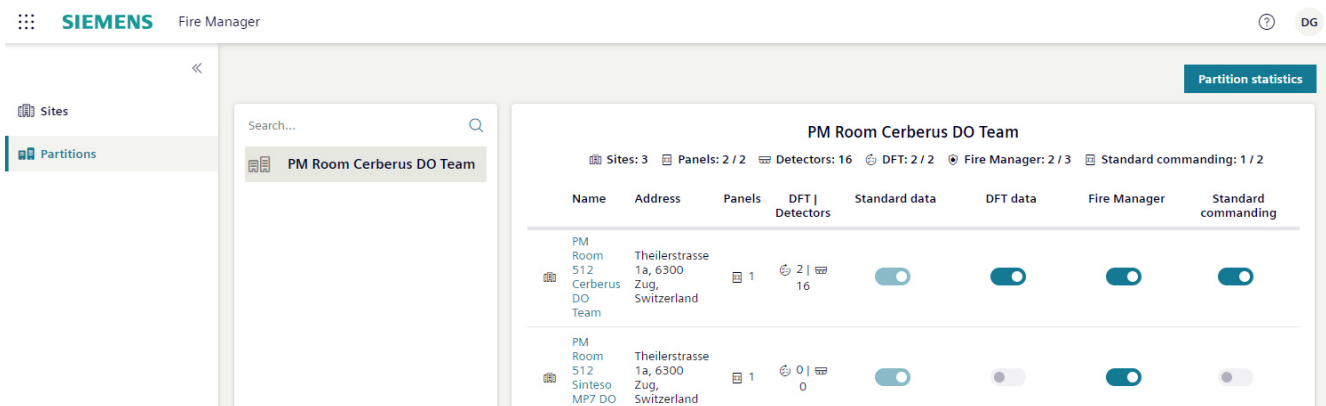 SIEMENS Fire Manager
DG
Partition statistics
Sites
Partitions
Search...
PM Room Cerberus DO Team
PM Room Cerberus DO Team
Sites: 3 Panels: 2 / 2 Detectors: 16 DFT: 2 / 2 Fire Manager: 2 / 3 Standard commanding: 1 / 2
Name Address Panels DFT | Detectors Standard data DFT data Fire Manager Standard commanding
PM
Room
512
Cerberus
DO
Team
Theilerstrasse
1a, 6300
Zug,
Switzerland
1
2 |
16
PM
Room
512
Sinteso
MP7 DO
Theilerstrasse
1a, 6300
Zug,
Switzerland
1
0 |
0